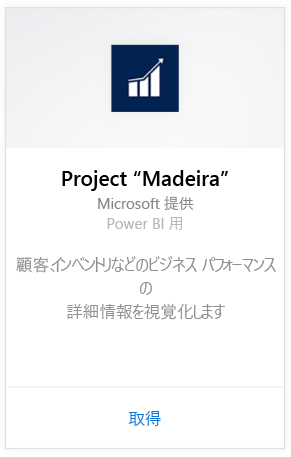 Project “Madeira”
Microsoft 提供
Power BI 用
顧客、インベントリなどのビジネス パフォーマンス
の
詳細情報を視覚化します
取得